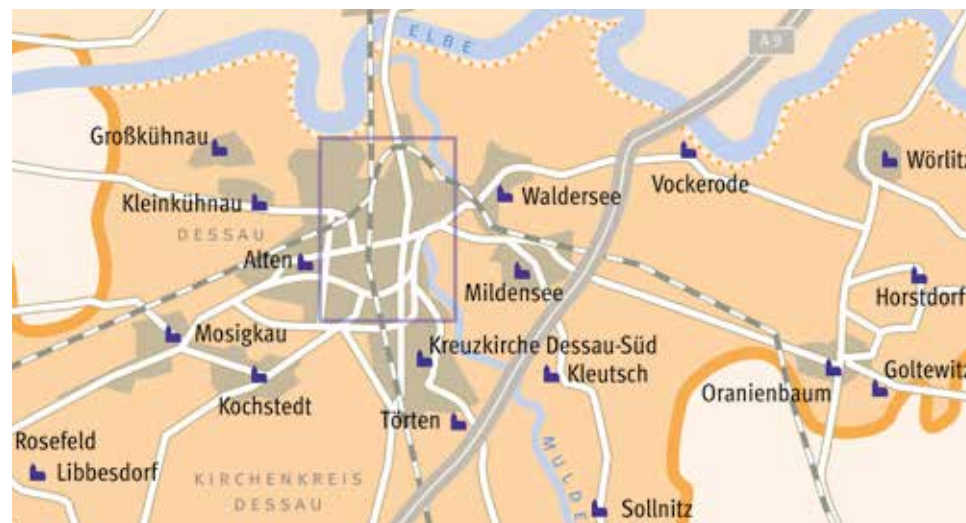 ELBE
A9
Großkühnau
Wörlitz
Vockerode
Waldersee
Kleinkühnau
DESSAU
Alten
Mildensee
Horstdorf
Mosigkau
Kreuzkirche Dessau-Süd
Kleutsch
Goltewitz
Oranienbaum
Kochstedt
Törten
Rosefeld
Libbesdorf
MULDE
KIRCHENKREIS
DESSAU
Sollnitz